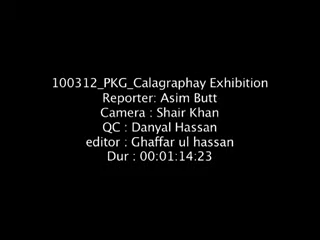 100312_PKG_Calagraphay Exhibition
Reporter: Asim Butt
Camera : Shair Khan
QC : Danyal Hassan
editor : Ghaffar ul hassan
Dur : 00:01:14:23